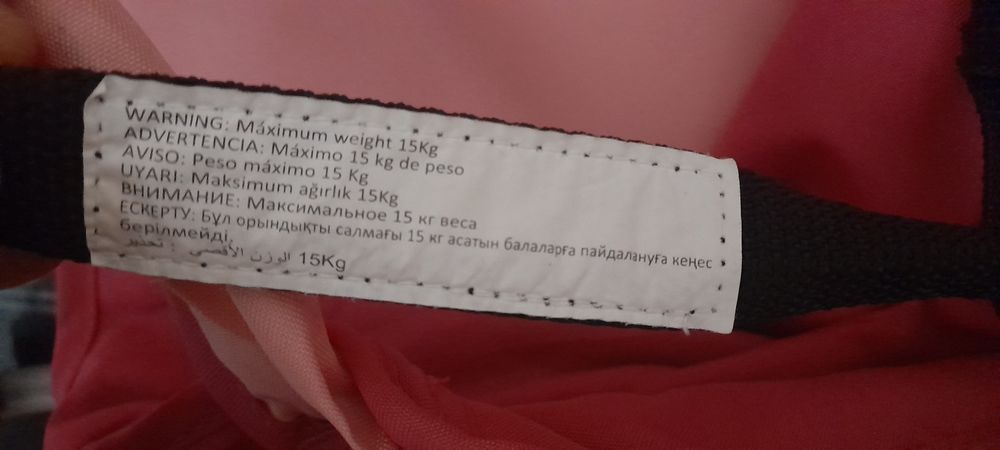 WARNING: Máximum weight 15Kg
ADVERTENCIA: Máximo 15 kg de peso
AVISO: Peso máximo 15 Kg
UYARI: Maksimum ağırlık 15Kg
ВНИМАНИЕ: Максимальное 15 кг веса
ЕСКЕРТУ: Бұл орындықты салмағы 15 кг асатын балаларға пайдалануға кеңес
берілмейді.
تحذير : الوزن الأقصى 15Kg